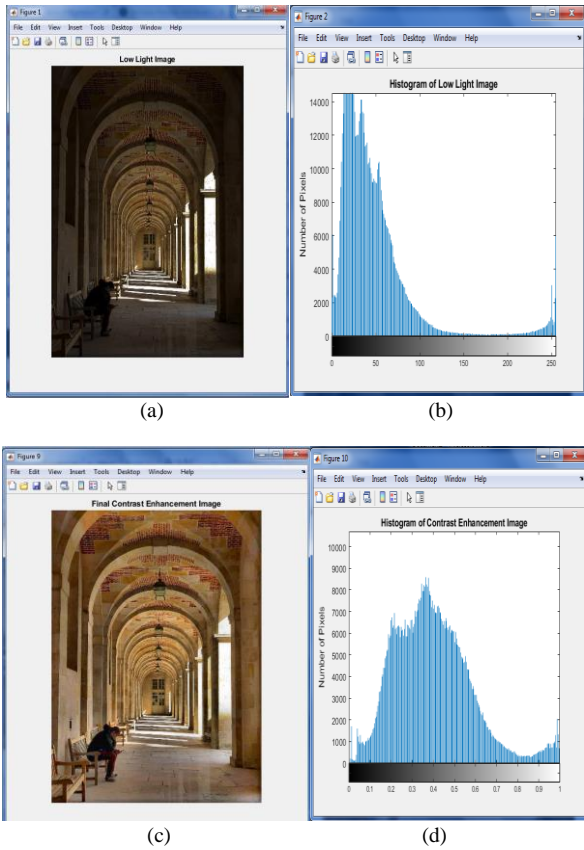 Figure 1
File Edit View Insert Tools Desktop Window Help
Low Light Image
(a)
Figure 2
File Edit View Insert Tools Desktop Window Help
Histogram of Low Light Image
Number of Pixels
14000
12000
10000
8000
6000
4000
2000
0
0 50 100 150 200 250
(b)
Figure 9
File Edit View Insert Tools Desktop Window Help
Final Contrast Enhancement Image
(c)
Figure 10
File Edit View Insert Tools Desktop Window Help
Histogram of Contrast Enhancement Image
Number of Pixels
10000
9000
8000
7000
6000
5000
4000
3000
2000
1000
0
0 0.1 0.2 0.3 0.4 0.5 0.6 0.7 0.8 0.9 1
(d)